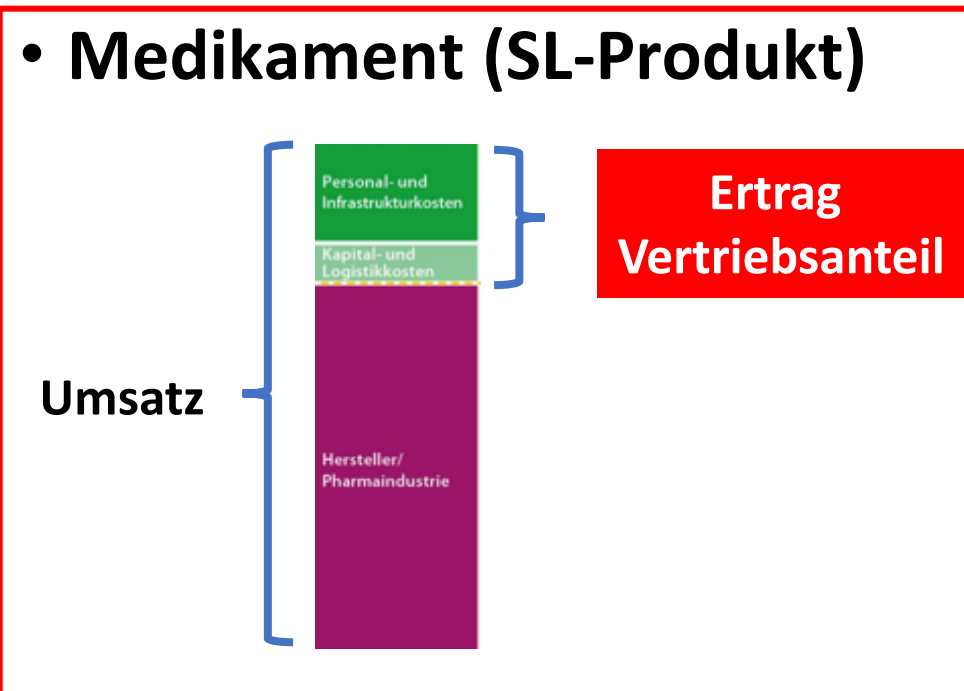 • Medikament (SL-Produkt)
Personal- und
Infrastrukturkosten
Kapital- und
Logistikkosten
Ertrag
Vertriebsanteil
Umsatz
Hersteller/
Pharmaindustrie